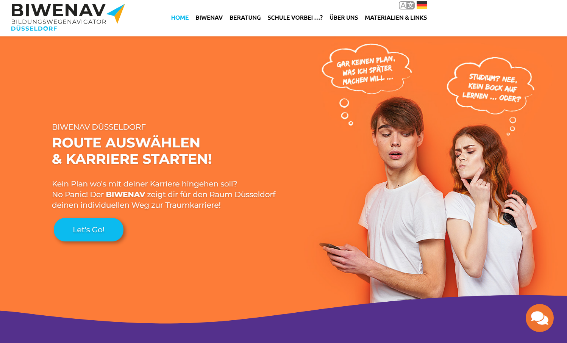 BIWENAV
BILDUNGSWEGENAVIGATOR
DÜSSELDORF
HOME BIWENAV BERATUNG SCHULE VORBEI ...? ÜBER UNS MATERIALIEN & LINKS
GAR KEINEN PLAN,
WAS ICH SPÄTER
MACHEN WILL ...
STUDIUM? NEE,
KEIN BOCK AUF
LERNEN ... ODER?
BIWENAV DÜSSELDORF
ROUTE AUSWÄHLEN
& KARRIERE STARTEN!
Kein Plan wo's mit deiner Karriere hingehen soll?
No Panic! Der BIWENAV zeigt dir für den Raum Düsseldorf
deinen individuellen Weg zur Traumkarriere!
Let's Go!